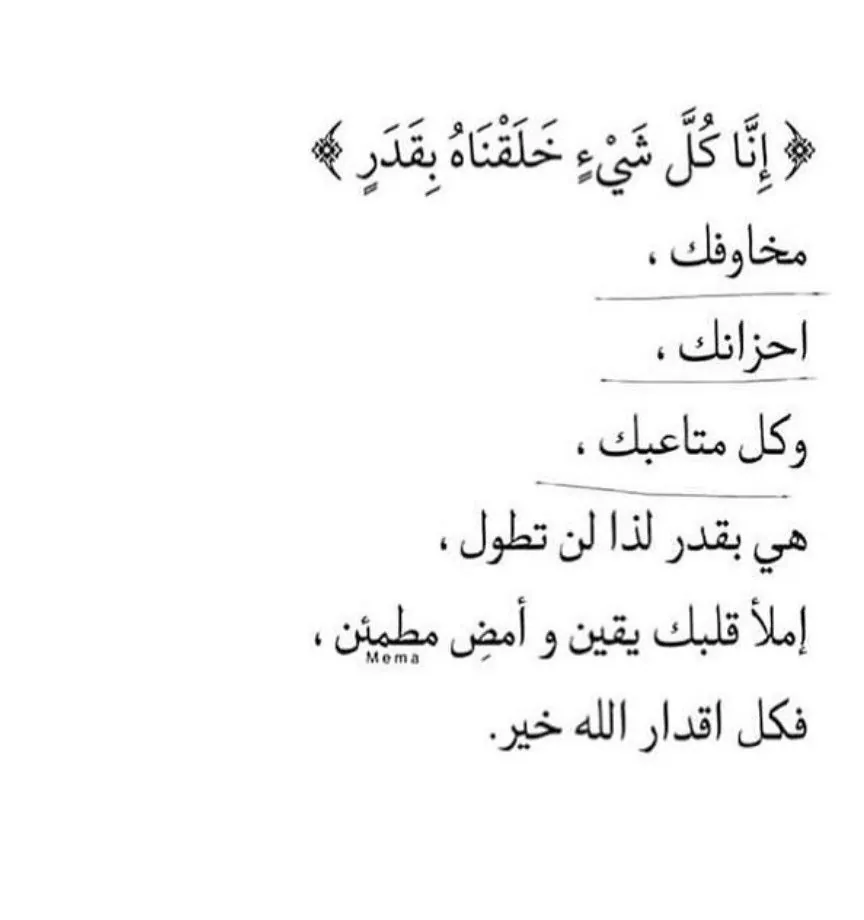 ﴿ إِنَّا كُلَّ شَيْءٍ خَلَقْنَاهُ بِقَدَرٍ ﴾
مخاوفك ،
احزانك ،
وكل متاعبك ،
هي بقدر لذا لن تطول ،
إملأ قلبك يقين و أمضِ مطمئن ،
Mema
فكل اقدار الله خير.